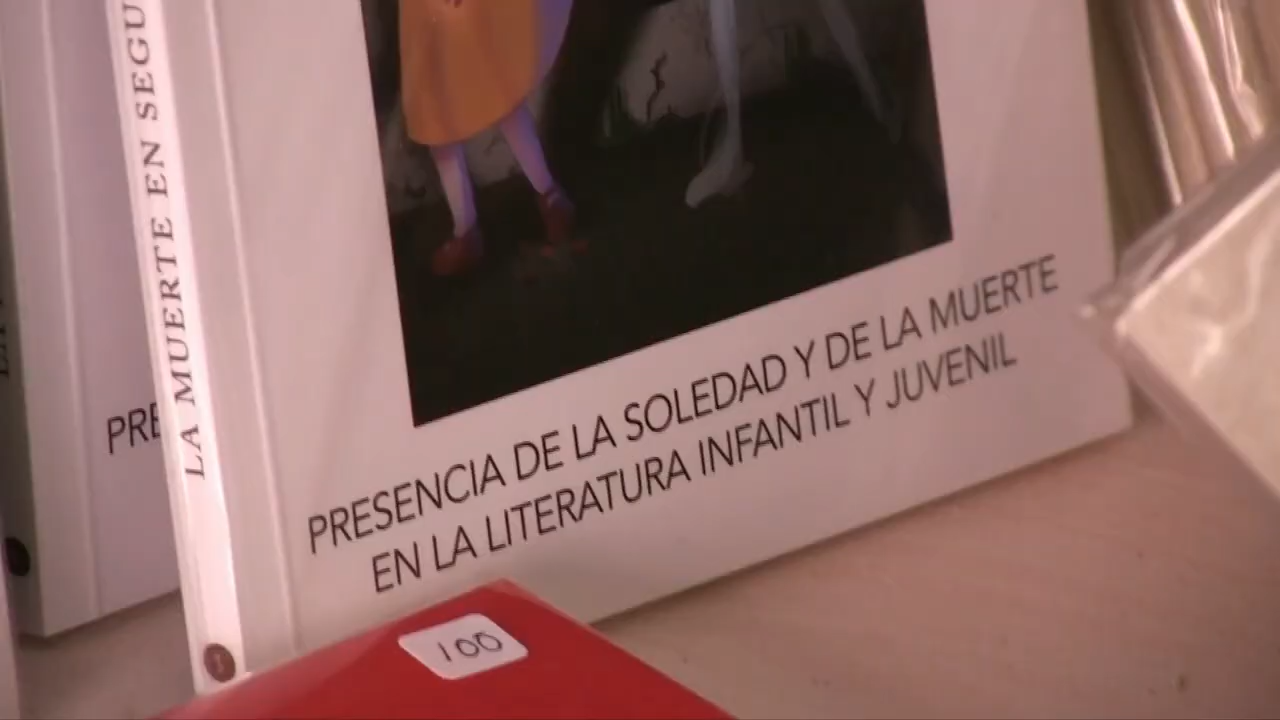 LA MUERTE EN SEGU
PRESENCIA DE LA SOLEDAD Y DE LA MUERTE
EN LA LITERATURA INFANTIL Y JUVENIL
PRE
100